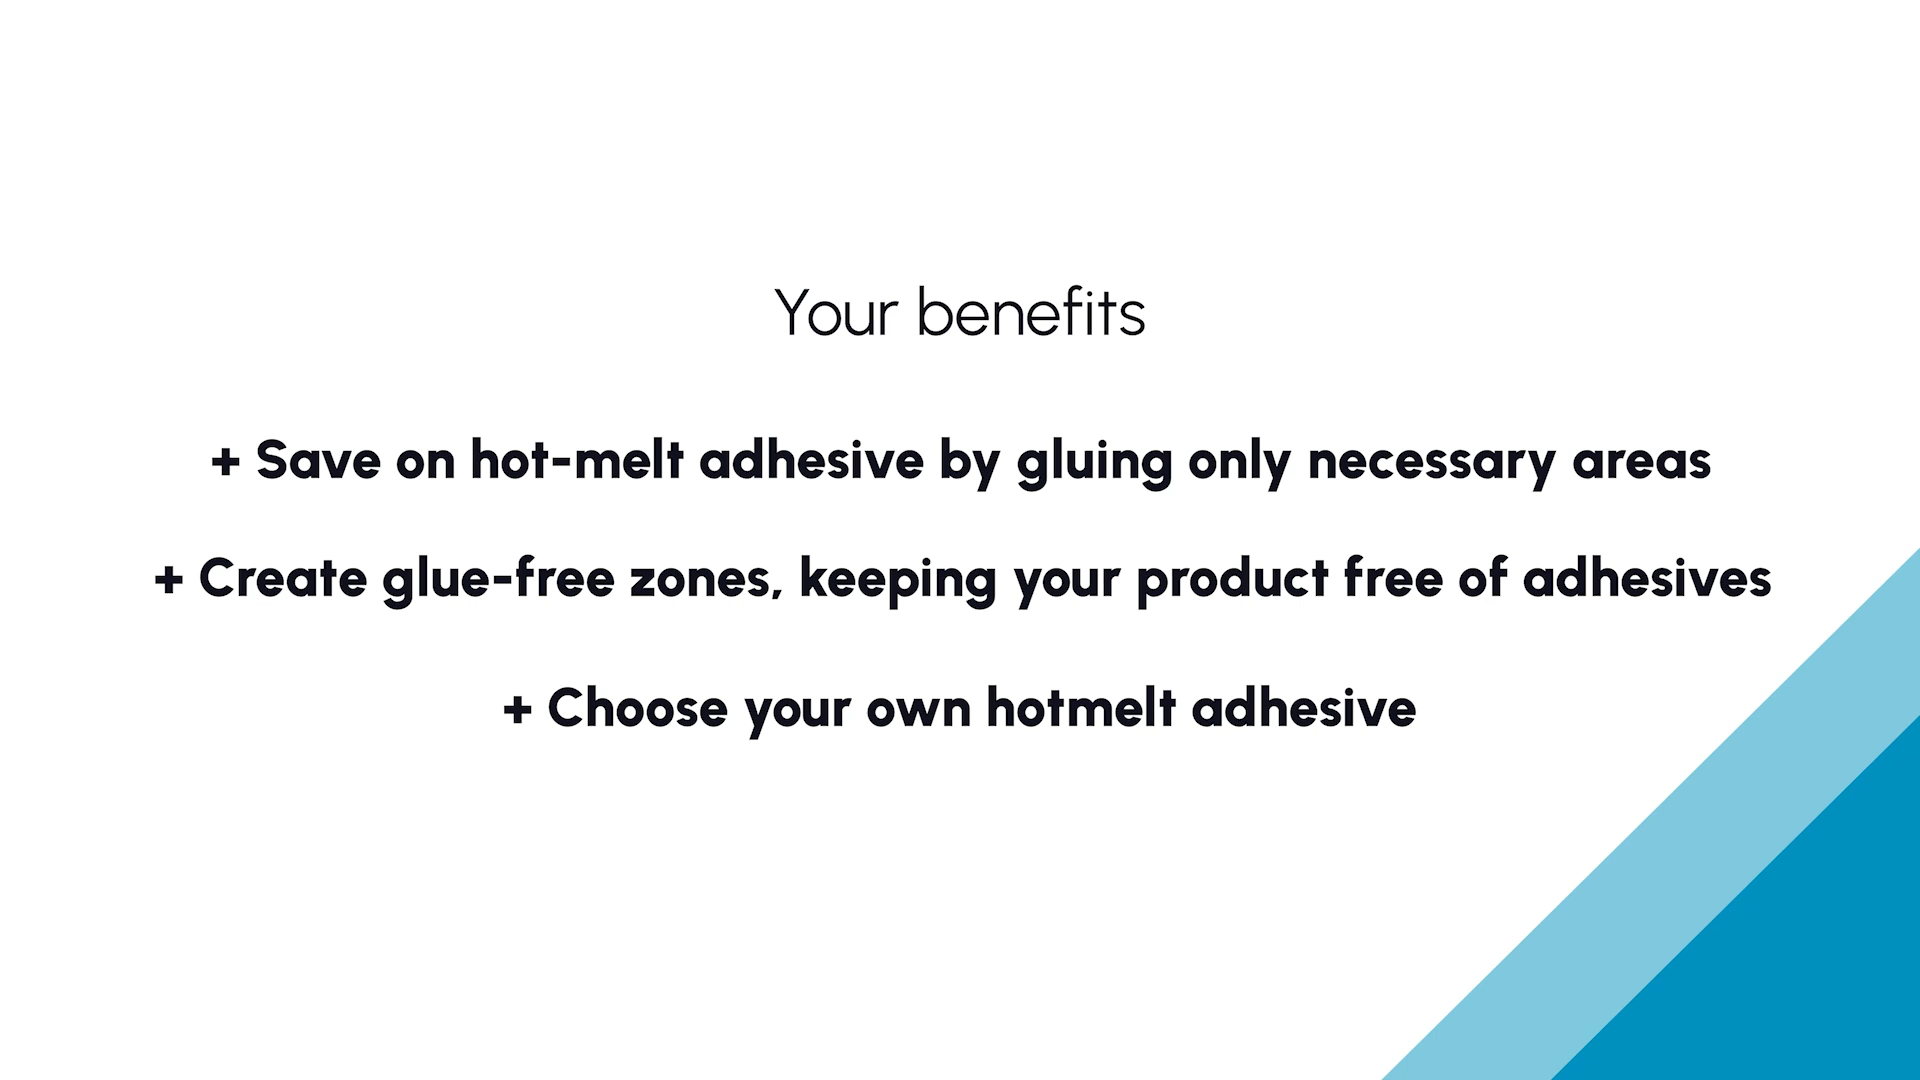 Your benefits
+ Save on hot-melt adhesive by gluing only necessary areas
+ Create glue-free zones, keeping your product free of adhesives
+ Choose your own hotmelt adhesive